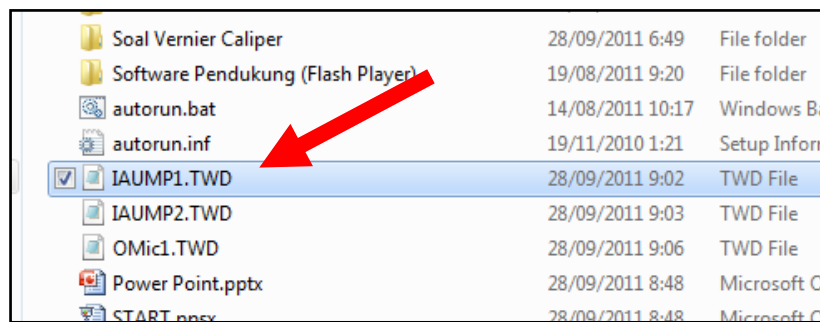 Soal Vernier Caliper 28/09/2011 6:49 File folder
Software Pendukung (Flash Player) 19/08/2011 9:20 File folder
autorun.bat 14/08/2011 10:17 Windows Ba
autorun.inf 19/11/2010 1:21 Setup Infor
IAUMP1.TWD 28/09/2011 9:02 TWD File
IAUMP2.TWD 28/09/2011 9:03 TWD File
OMic1.TWD 28/09/2011 9:06 TWD File
Power Point.pptx 28/09/2011 8:48 Microsoft O
START.ppsx 28/09/2011 8:48 Microsoft O